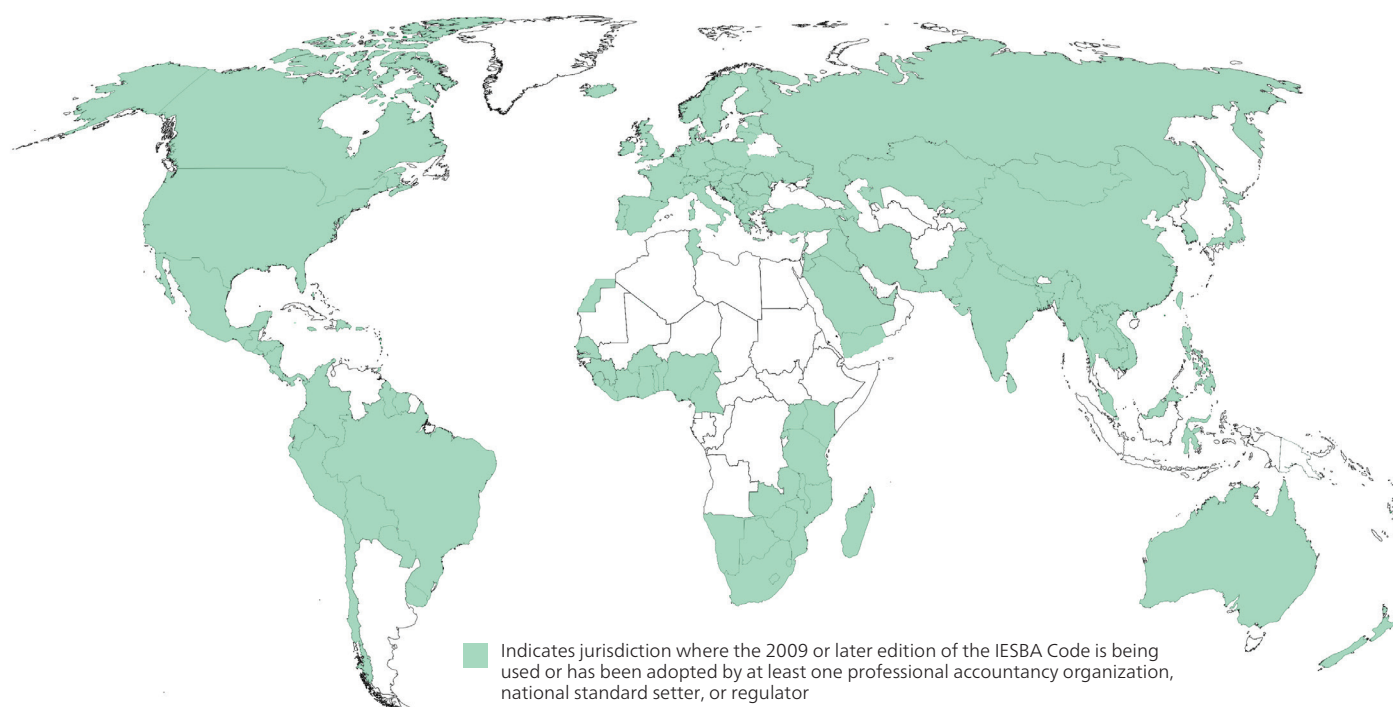 Indicates jurisdiction where the 2009 or later edition of the IESBA Code is being
used or has been adopted by at least one professional accountancy organization,
national standard setter, or regulator